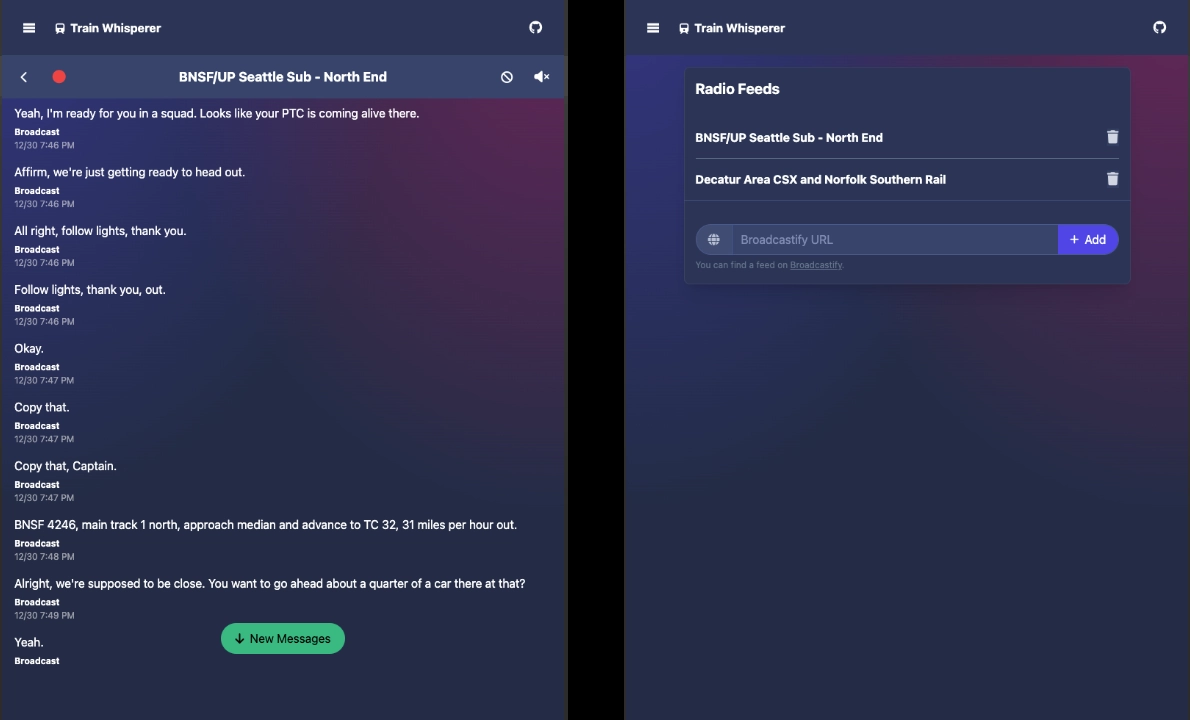 Train Whisperer
BNSF/UP Seattle Sub - North End
Yeah, I'm ready for you in a squad. Looks like your PTC is coming alive there.
Broadcast
12/30 7:46 PM
Affirm, we're just getting ready to head out.
Broadcast
12/30 7:46 PM
All right, follow lights, thank you.
Broadcast
12/30 7:46 PM
Follow lights, thank you, out.
Broadcast
12/30 7:46 PM
Okay.
Broadcast
12/30 7:47 PM
Copy that.
Broadcast
12/30 7:47 PM
Copy that, Captain.
Broadcast
12/30 7:47 PM
BNSF 4246, main track 1 north, approach median and advance to TC 32, 31 miles per hour out.
Broadcast
12/30 7:48 PM
Alright, we're supposed to be close. You want to go ahead about a quarter of a car there at that?
Broadcast
12/30 7:49 PM
Yeah.
Broadcast
New Messages
Train Whisperer
Radio Feeds
BNSF/UP Seattle Sub - North End
Decatur Area CSX and Norfolk Southern Rail
Broadcastify URL
+ Add
You can find a feed on Broadcastify.